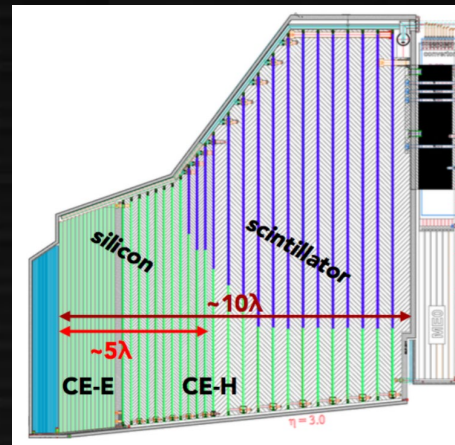 silicon
scintillator
~10λ
~5λ
CE-E
CE-H
η = 3.0